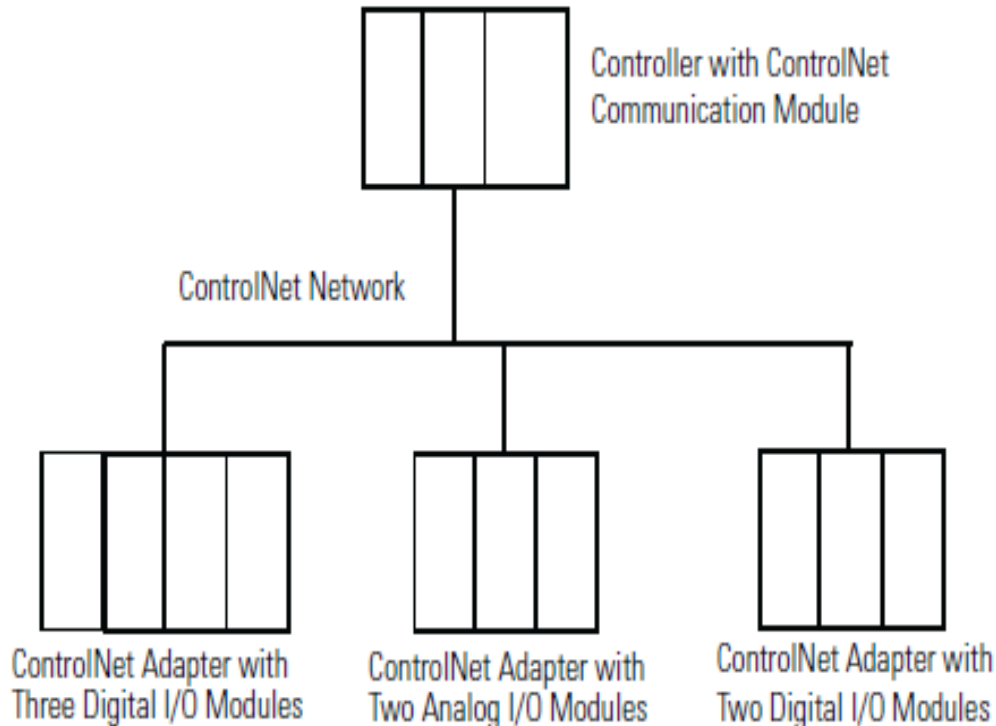 Controller with ControlNet
Communication Module
ControlNet Network
ControlNet Adapter with
Three Digital I/O Modules
ControlNet Adapter with
Two Analog I/O Modules
ControlNet Adapter with
Two Digital I/O Modules